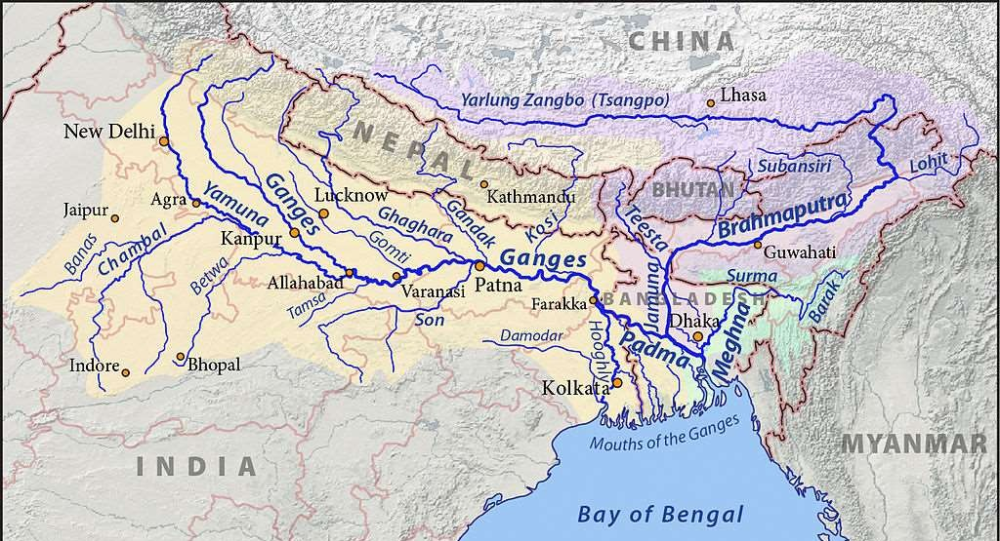 CHINA
Yarlung Zangbo (Tsangpo)
Lhasa
New Delhi
NEPAL
Subansiri
Lohit
BHUTAN
Kathmandu
Agra
Yamuna
Ganges
Lucknow
Ghaghara
Gandak
Kosi
Teesta
Brahmaputra
Jaipur
Banas
Chambal
Kanpur
Gomti
Ganges
Guwahati
Betwa
Allahabad
Varanasi
Patna
Surma
Barak
Tamsa
Son
Farakka
BANGLADESH
Jamuna
Dhaka
Meghna
Padma
Damodar
Hooghly
Indore
Bhopal
Kolkata
Mouths of the Ganges
INDIA
MYANMAR
Bay of Bengal